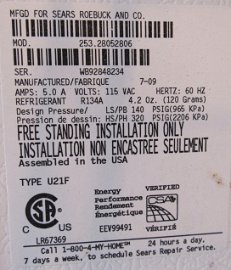 MFGD FOR SEARS ROEBUCK AND CO.
MOD. 253.28052806
SER. WB92848234
MANUFACTURED/FABRIQUE 7-09
AMPS: 5.0 A VOLTS: 115 VAC HERTZ: 60 HZ
REFRIGERANT R134A 4.2 Oz. (120 Grams)
Design Pressure: LS/PB 140 PSIG(965 KPa)
Pression de dessin: HS/PH 320 PSIG(2206 KPa)
FREE STANDING INSTALLATION ONLY
INSTALLATION NON ENCASTREE SEULEMENT
Assembled in the USA
TYPE U21F
Energy VERIFIED
Performance
Rendement
Énergétique
CSA
VERIFIED
SA
LR67369
EEV99491
Call 1-800-4-MY-HOME 24 hours a day,
7 days a week, to schedule Sears Repair Service.